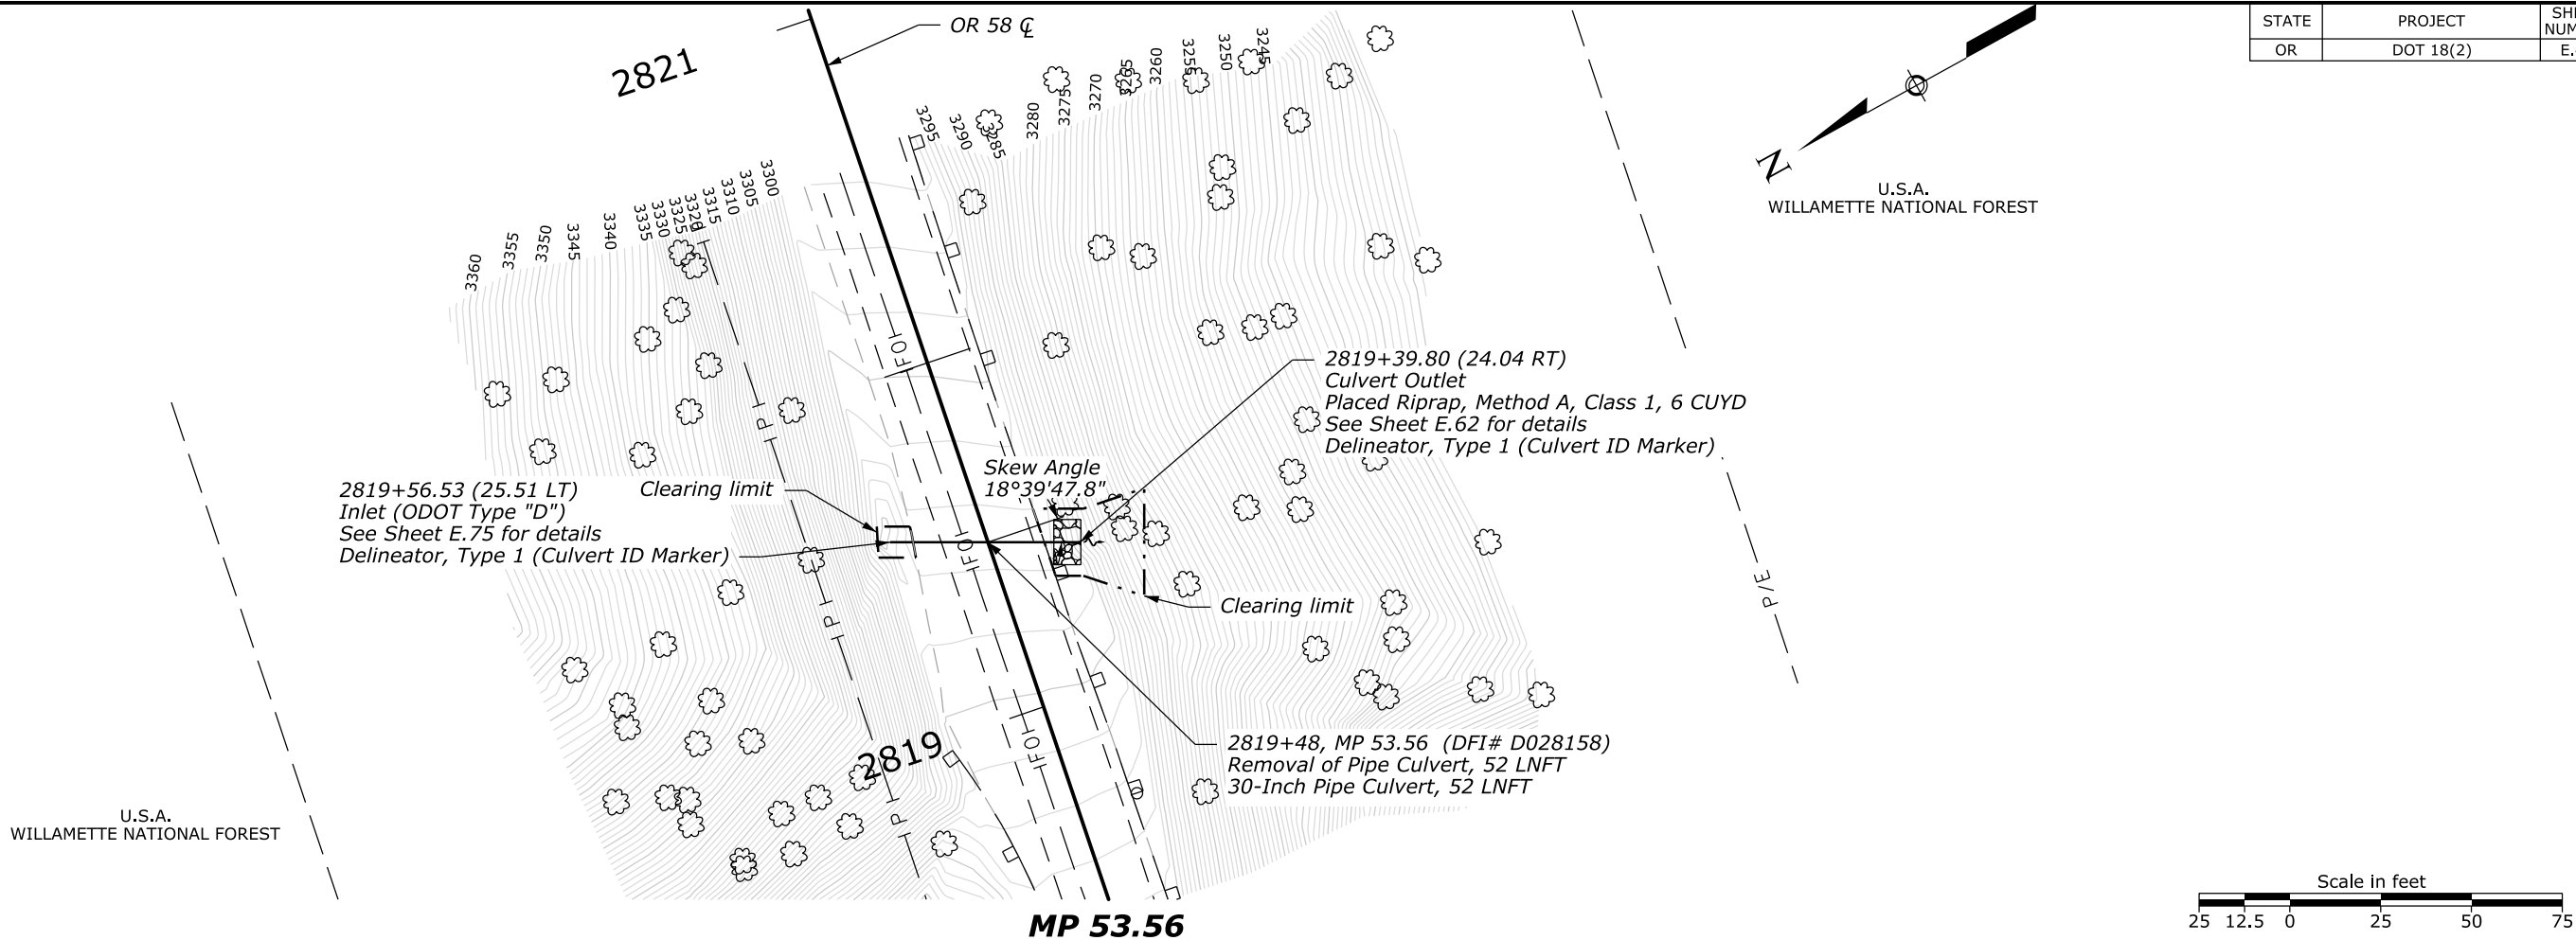 STATE PROJECT
OR DOT 18(2)
OR 58 ℄
2821
3295
3290
3285
3280
3275
3270
3265
3260
3255
3250
3245
3360
3355
3350
3345
3340
3335
3330
3325
3320
3315
3310
3305
3300
N
U.S.A.
WILLAMETTE NATIONAL FOREST
2819+39.80 (24.04 RT)
Culvert Outlet
Placed Riprap, Method A, Class 1, 6 CUYD
See Sheet E.62 for details
Delineator, Type 1 (Culvert ID Marker)
Skew Angle
18°39'47.8"
Clearing limit
2819+56.53 (25.51 LT)
Inlet (ODOT Type "D")
See Sheet E.75 for details
Delineator, Type 1 (Culvert ID Marker)
P
P
P
P
P
FO
FO
FO
P/E
Clearing limit
2819+48, MP 53.56 (DFI# D028158)
Removal of Pipe Culvert, 52 LNFT
30-Inch Pipe Culvert, 52 LNFT
2819
U.S.A.
WILLAMETTE NATIONAL FOREST
MP 53.56
Scale in feet
25 12.5 0 25 50 75